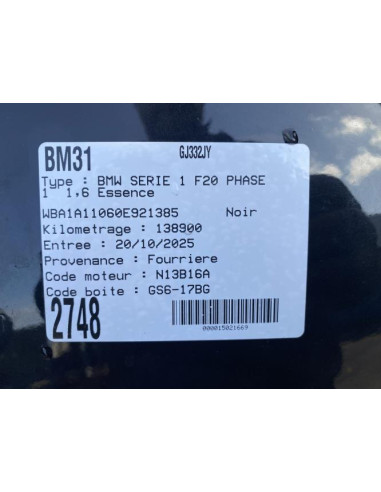 BM31 GJ332JY
Type : BMW SERIE 1 F20 PHASE
1 1,6 Essence
WBA1A11060E921385 Noir
Kilometrage : 138900
Entree : 20/10/2025
Provenance : Fourriere
Code moteur : N13B16A
Code boite : GS6-17BG
2748
000015021669